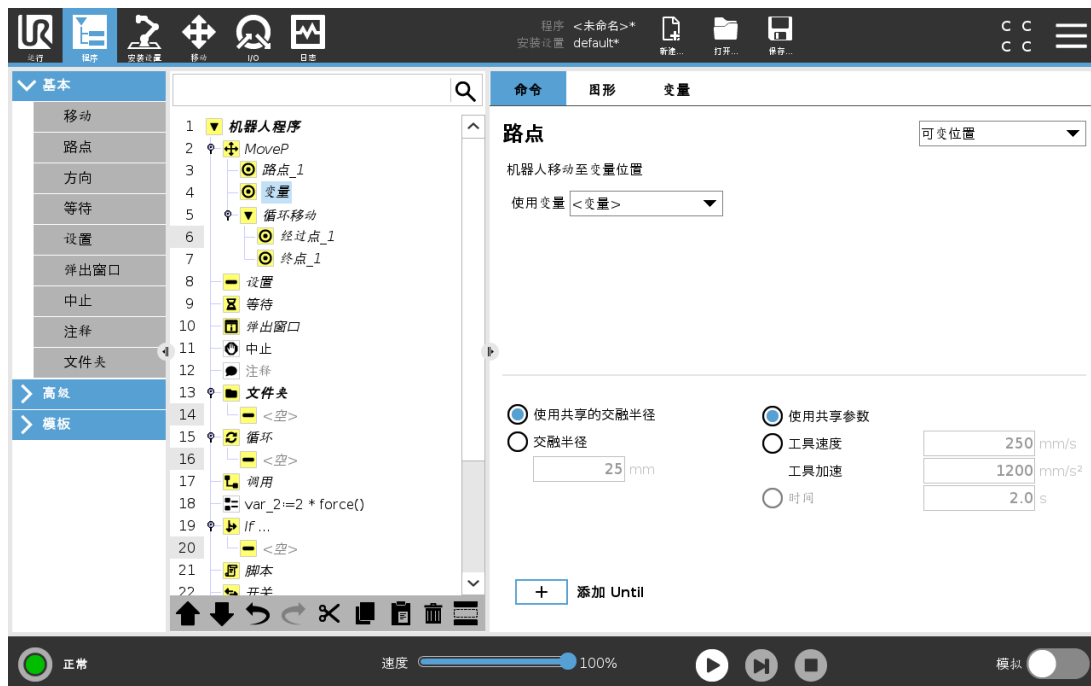 程序 <未命名>*
安装设置 default*
运行 程序 安装设置 移动 I/O 日志 新建... 打开... 保存...
C C
C C
基本
移动
路点
方向
等待
设置
弹出窗口
中止
注释
文件夹
高级
模板
1 机器人程序
2 MoveP
3 路点_1
4 变量
5 循环移动
6 经过点_1
7 终点_1
8 设置
9 等待
10 弹出窗口
11 中止
12 注释
13 文件夹
14 <空>
15 循环
16 <空>
17 调用
18 var_2:=2 * force()
19 If ...
20 <空>
21 脚本
22 开关
命令 图形 变量
路点 可变位置
机器人移动至变量位置
使用变量 <变量>
使用共享的交融半径
交融半径
25 mm
使用共享参数
工具速度 250 mm/s
工具加速 1200 mm/s²
时间 2.0 s
+ 添加 Until
正常 速度 100% 模拟